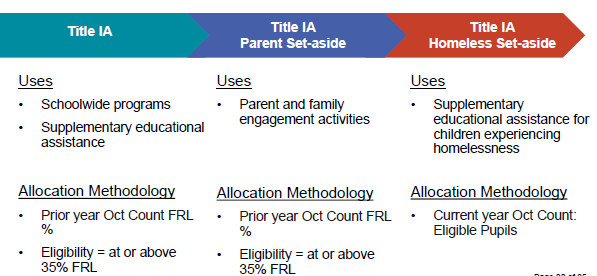 Title IA
Title IA
Parent Set-aside
Title IA
Homeless Set-aside
Uses
• Schoolwide programs
• Supplementary educational
assistance
Allocation Methodology
• Prior year Oct Count FRL
%
• Eligibility = at or above
35% FRL
Uses
• Parent and family
engagement activities
Allocation Methodology
• Prior year Oct Count FRL
%
• Eligibility = at or above
35% FRL
Uses
• Supplementary
educational assistance for
children experiencing
homelessness
Allocation Methodology
• Current year Oct Count:
Eligible Pupils